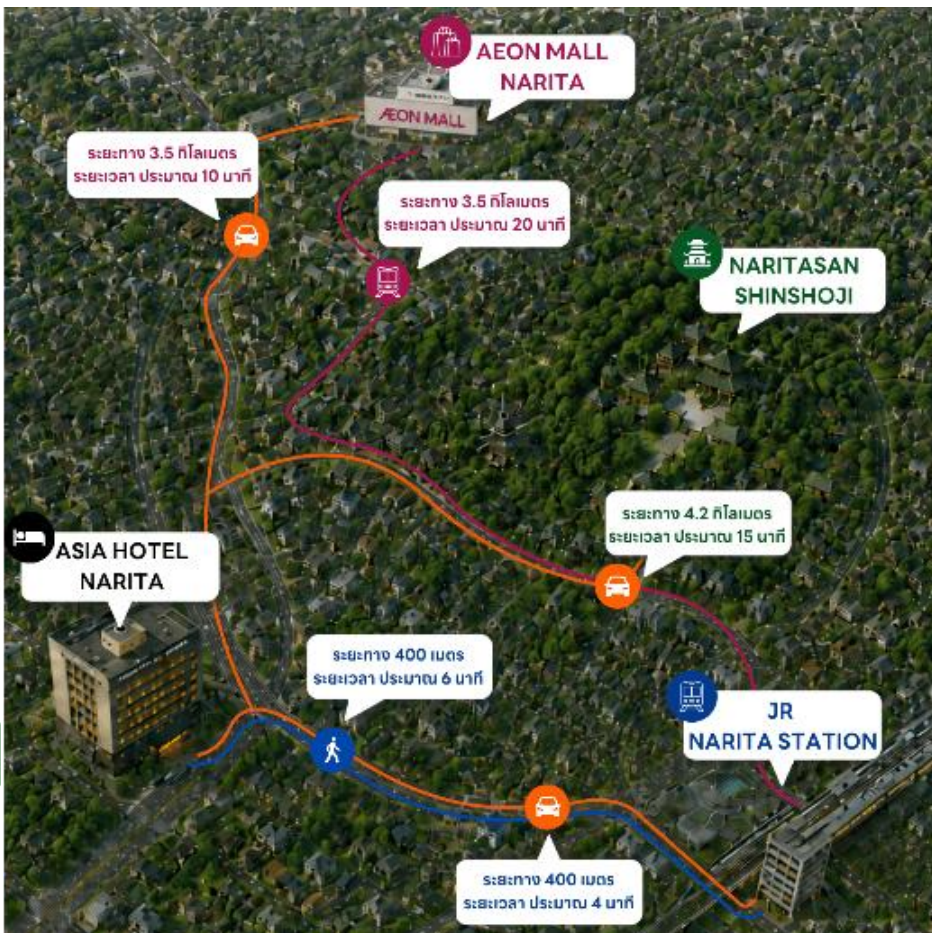 AEON MALL
NARITA
ÆON MALL
ระยะทาง 3.5 กิโลเมตร
ระยะเวลา ประมาณ 10 นาที
ระยะทาง 3.5 กิโลเมตร
ระยะเวลา ประมาณ 20 นาที
NARITASAN
SHINSHOJI
ระยะทาง 4.2 กิโลเมตร
ระยะเวลา ประมาณ 15 นาที
ASIA HOTEL
NARITA
ระยะทาง 400 เมตร
ระยะเวลา ประมาณ 6 นาที
JR
NARITA STATION
ระยะทาง 400 เมตร
ระยะเวลา ประมาณ 4 นาที